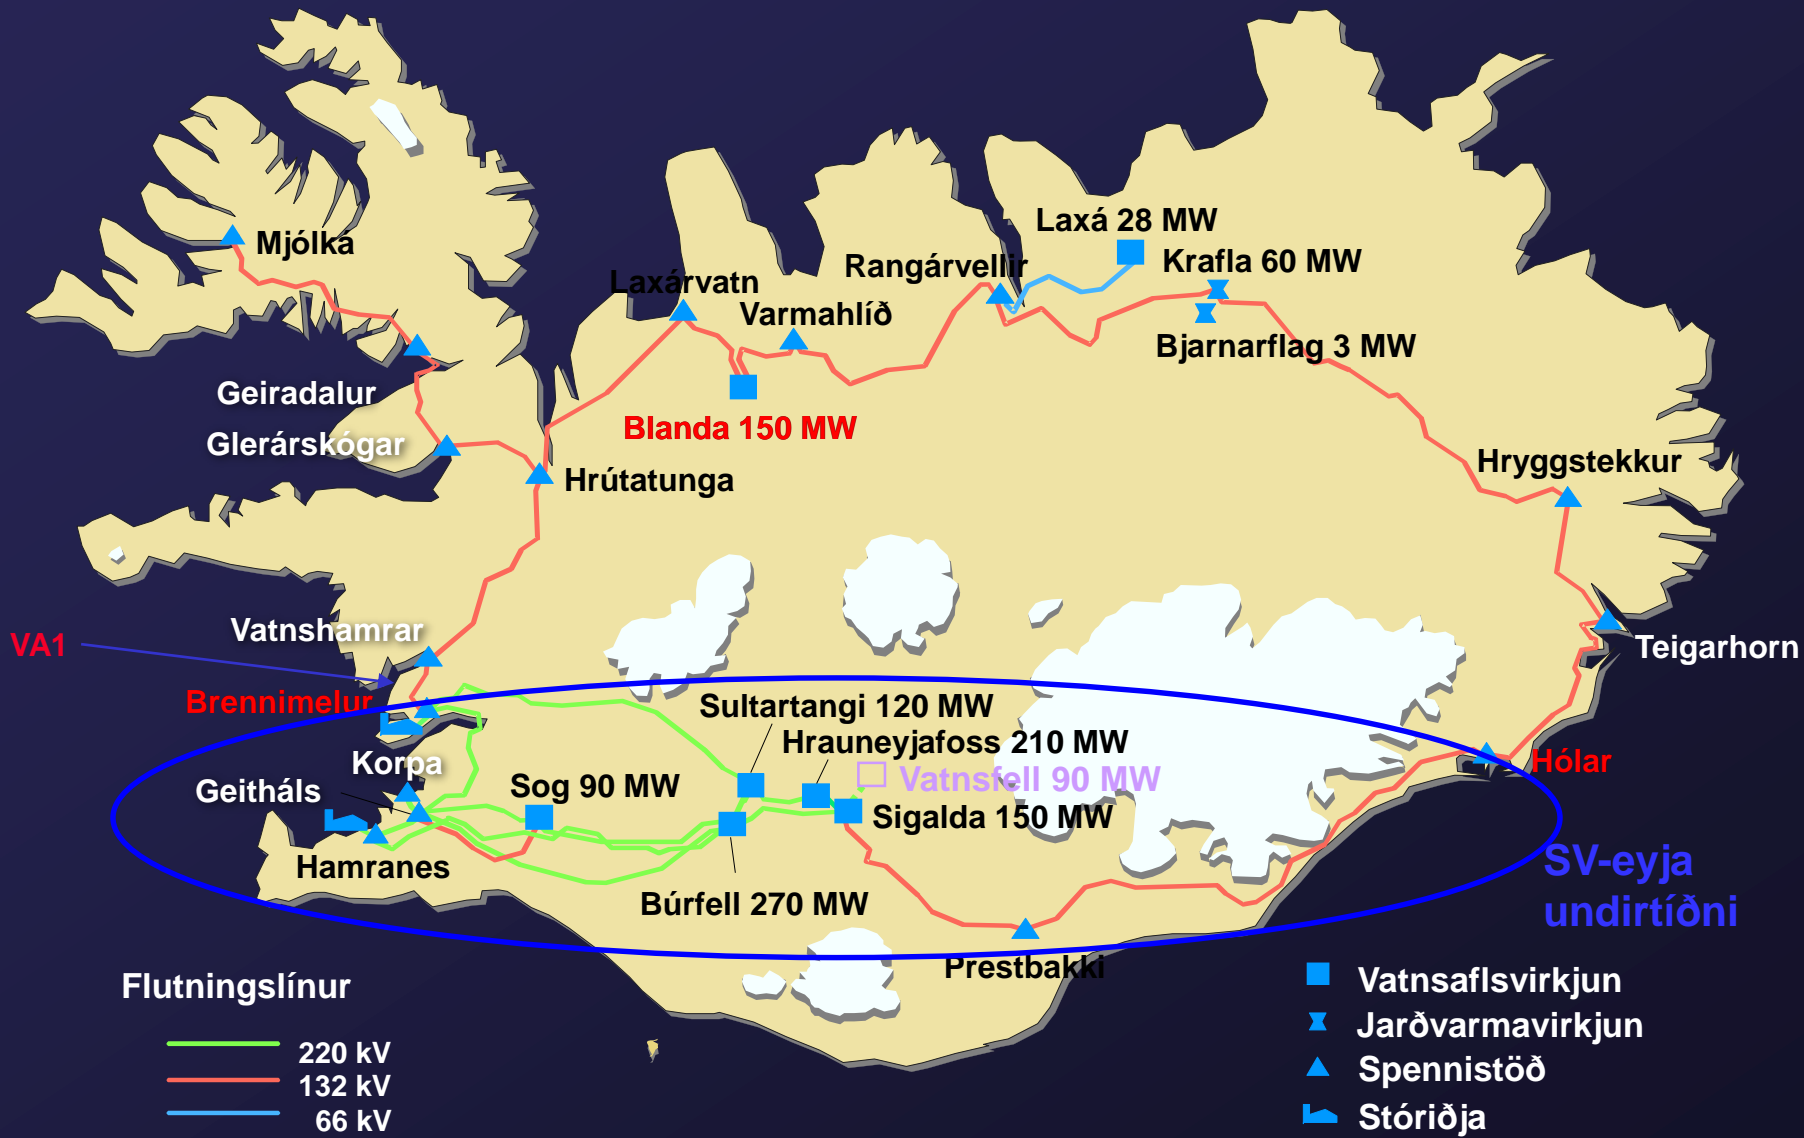 Laxá 28 MW
Mjólká
Krafla 60 MW
Rangárvellir
Laxárvatn
Varmahlíð
Bjarnarflag 3 MW
Geiradalur
Blanda 150 MW
Glerárskógar
Hrútatunga
Hryggstekkur
Vatnshamrar
VA1
Teigarhorn
Brennimelur
Sultartangi 120 MW
Hrauneyjafoss 210 MW
Korpa
Hólar
Vatnsfell 90 MW
Geitháls
Sog 90 MW
Sigalda 150 MW
Hamranes
SV-eyja
undirtíðni
Búrfell 270 MW
Prestbakki
Flutningslínur
220 kV
132 kV
66 kV
Vatnsaflsvirkjun
Jarðvarmavirkjun
Spennistöð
Stóriðja